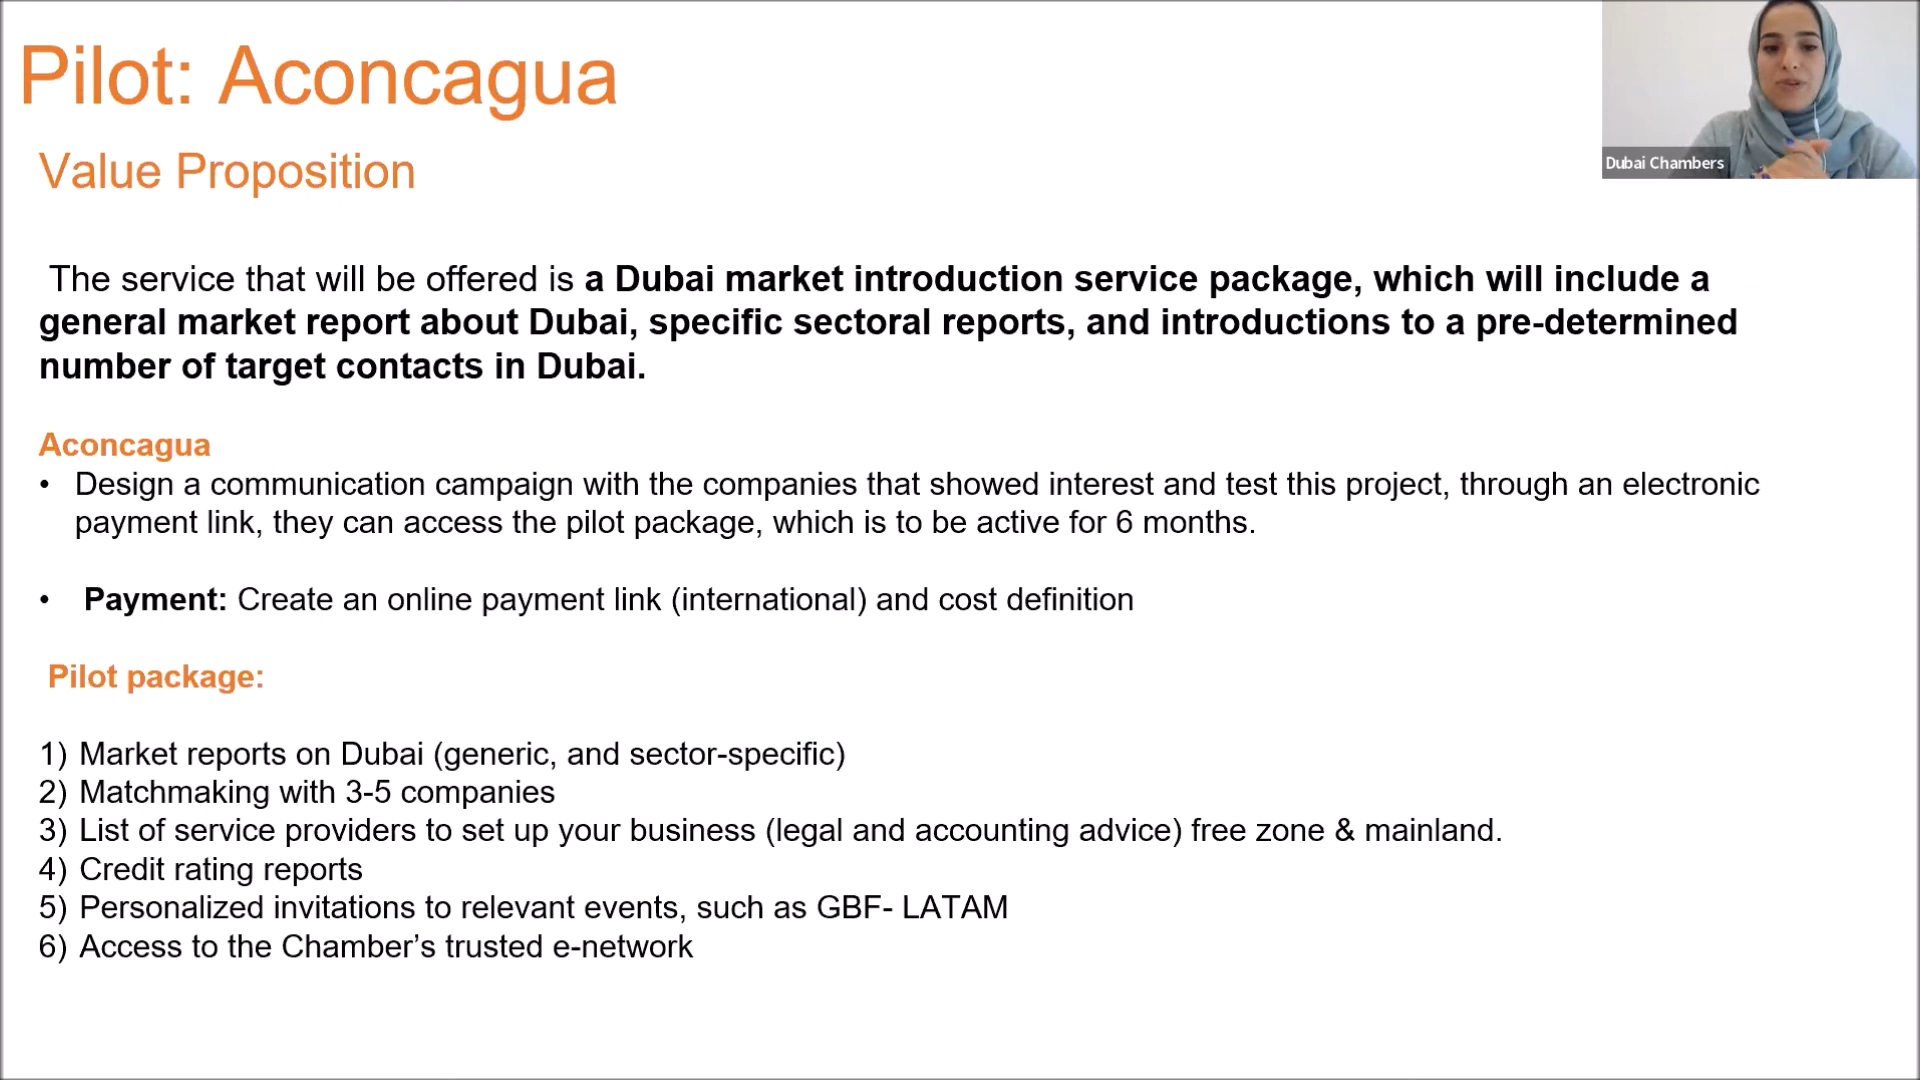 Pilot: Aconcagua
Dubai Chambers
Value Proposition
The service that will be offered is a Dubai market introduction service package, which will include a
general market report about Dubai, specific sectoral reports, and introductions to a pre-determined
number of target contacts in Dubai.
Aconcagua
• Design a communication campaign with the companies that showed interest and test this project, through an electronic
payment link, they can access the pilot package, which is to be active for 6 months.
• Payment: Create an online payment link (international) and cost definition
Pilot package:
1) Market reports on Dubai (generic, and sector-specific)
2) Matchmaking with 3-5 companies
3) List of service providers to set up your business (legal and accounting advice) free zone & mainland.
4) Credit rating reports
5) Personalized invitations to relevant events, such as GBF- LATAM
6) Access to the Chamber’s trusted e-network